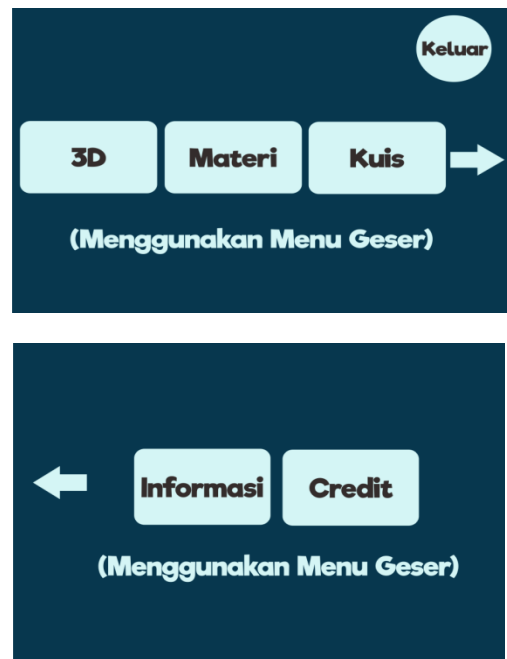 Keluar
3D Materi Kuis
(Menggunakan Menu Geser)
Informasi Credit
(Menggunakan Menu Geser)